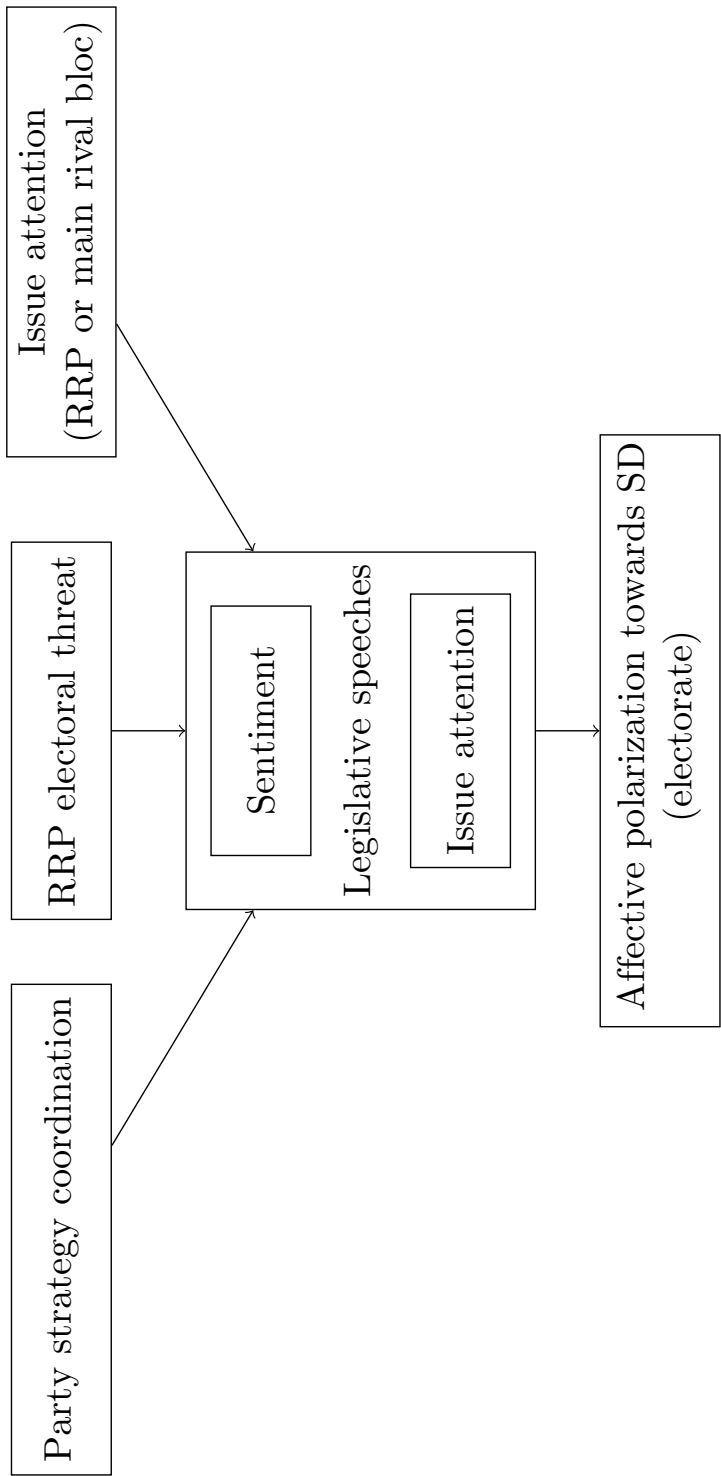 Party strategy coordination
RRP electoral threat
Issue attention
(RRP or main rival bloc)
Sentiment
Legislative speeches
Issue attention
Affective polarization towards SD
(electorate)